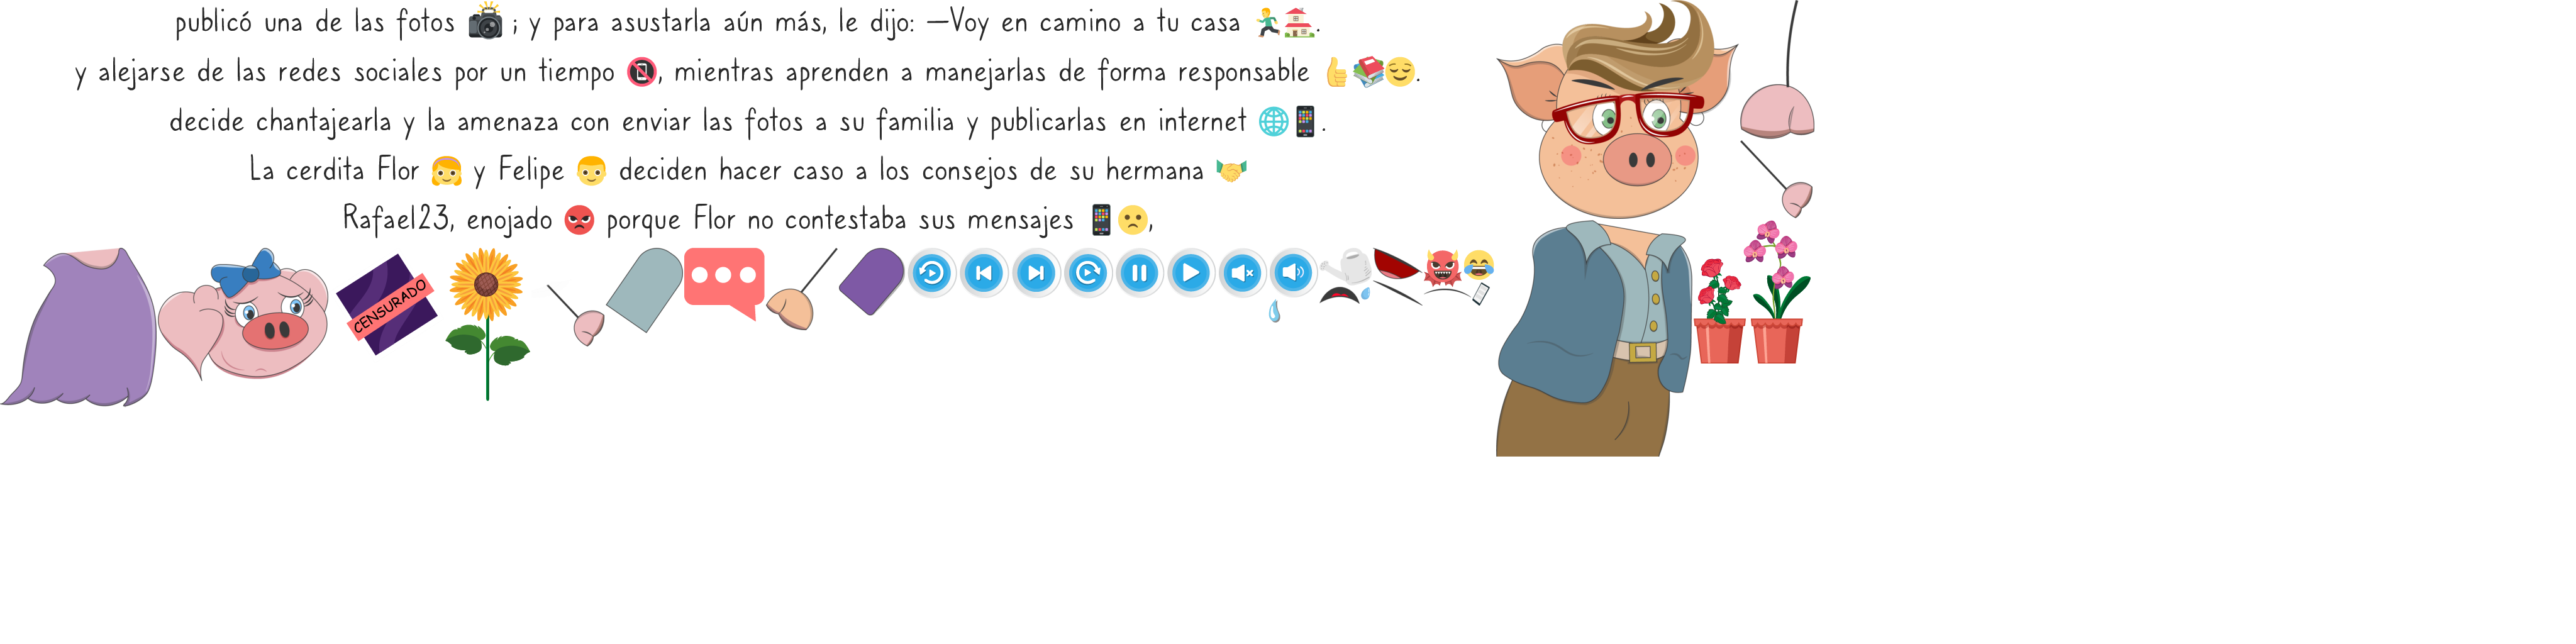 publicó una de las fotos 📸 ; y para asustarla aún más, le dijo: —Voy en camino a tu casa 🏃🏠.
y alejarse de las redes sociales por un tiempo 📵, mientras aprenden a manejarlas de forma responsable 👍📚😌.
decide chantajearla y la amenaza con enviar las fotos a su familia y publicarlas en internet 🌐📱.
La cerdita Flor 👧 y Felipe 👦 deciden hacer caso a los consejos de su hermana 🤝
Rafael23, enojado 😡 porque Flor no contestaba sus mensajes 📱🙁,
CENSURADO